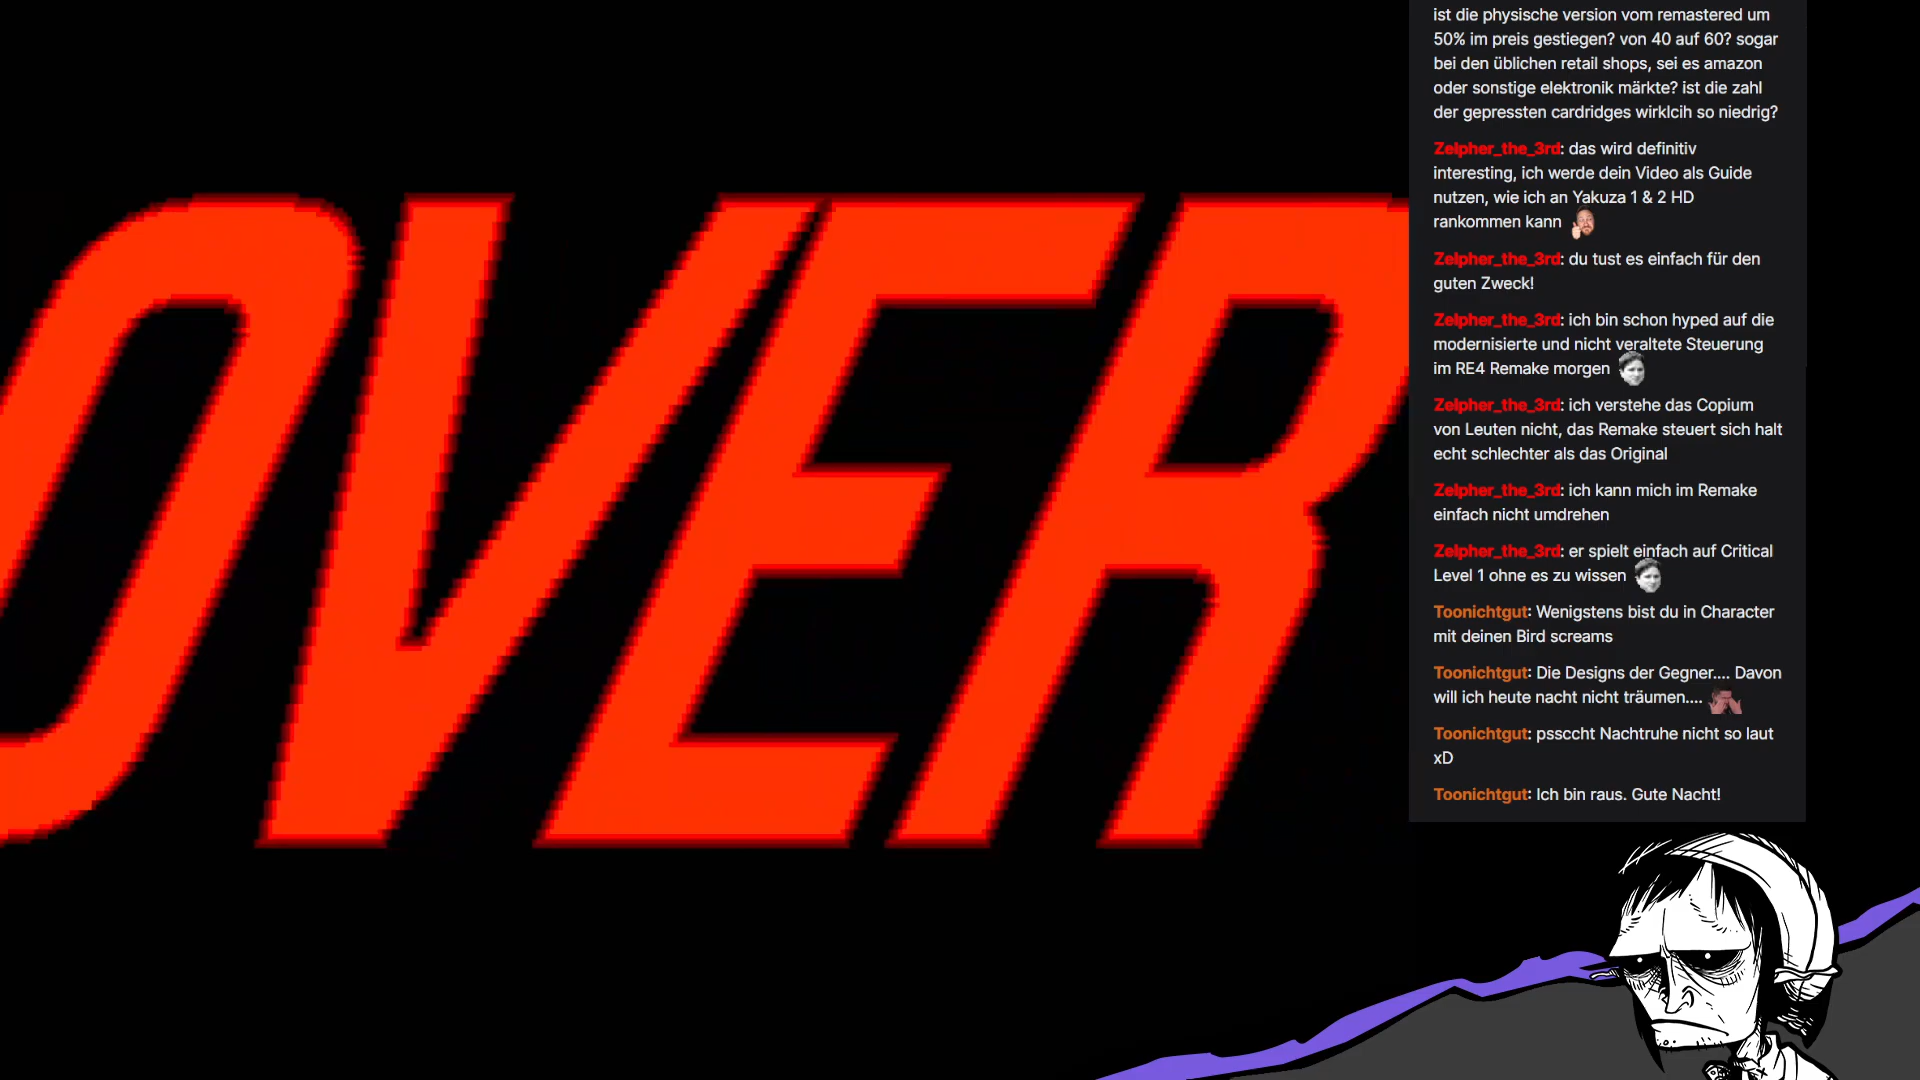 OVER
ist die physische version vom remastered um
50% im preis gestiegen? von 40 auf 60? sogar
bei den üblichen retail shops, sei es amazon
oder sonstige elektronik märkte? ist die zahl
der gepressten cardridges wirklcih so niedrig?
Zelpher_the_3rd: das wird definitiv
interesting, ich werde dein Video als Guide
nutzen, wie ich an Yakuza 1 & 2 HD
rankommen kann
Zelpher_the_3rd: du tust es einfach für den
guten Zweck!
Zelpher_the_3rd: ich bin schon hyped auf die
modernisierte und nicht veraltete Steuerung
im RE4 Remake morgen
Zelpher_the_3rd: ich verstehe das Copium
von Leuten nicht, das Remake steuert sich halt
echt schlechter als das Original
Zelpher_the_3rd: ich kann mich im Remake
einfach nicht umdrehen
Zelpher_the_3rd: er spielt einfach auf Critical
Level 1 ohne es zu wissen
Toonichtgut: Wenigstens bist du in Character
mit deinen Bird screams
Toonichtgut: Die Designs der Gegner.... Davon
will ich heute nacht nicht träumen....
Toonichtgut: pssccht Nachtruhe nicht so laut
xD
Toonichtgut: Ich bin raus. Gute Nacht!